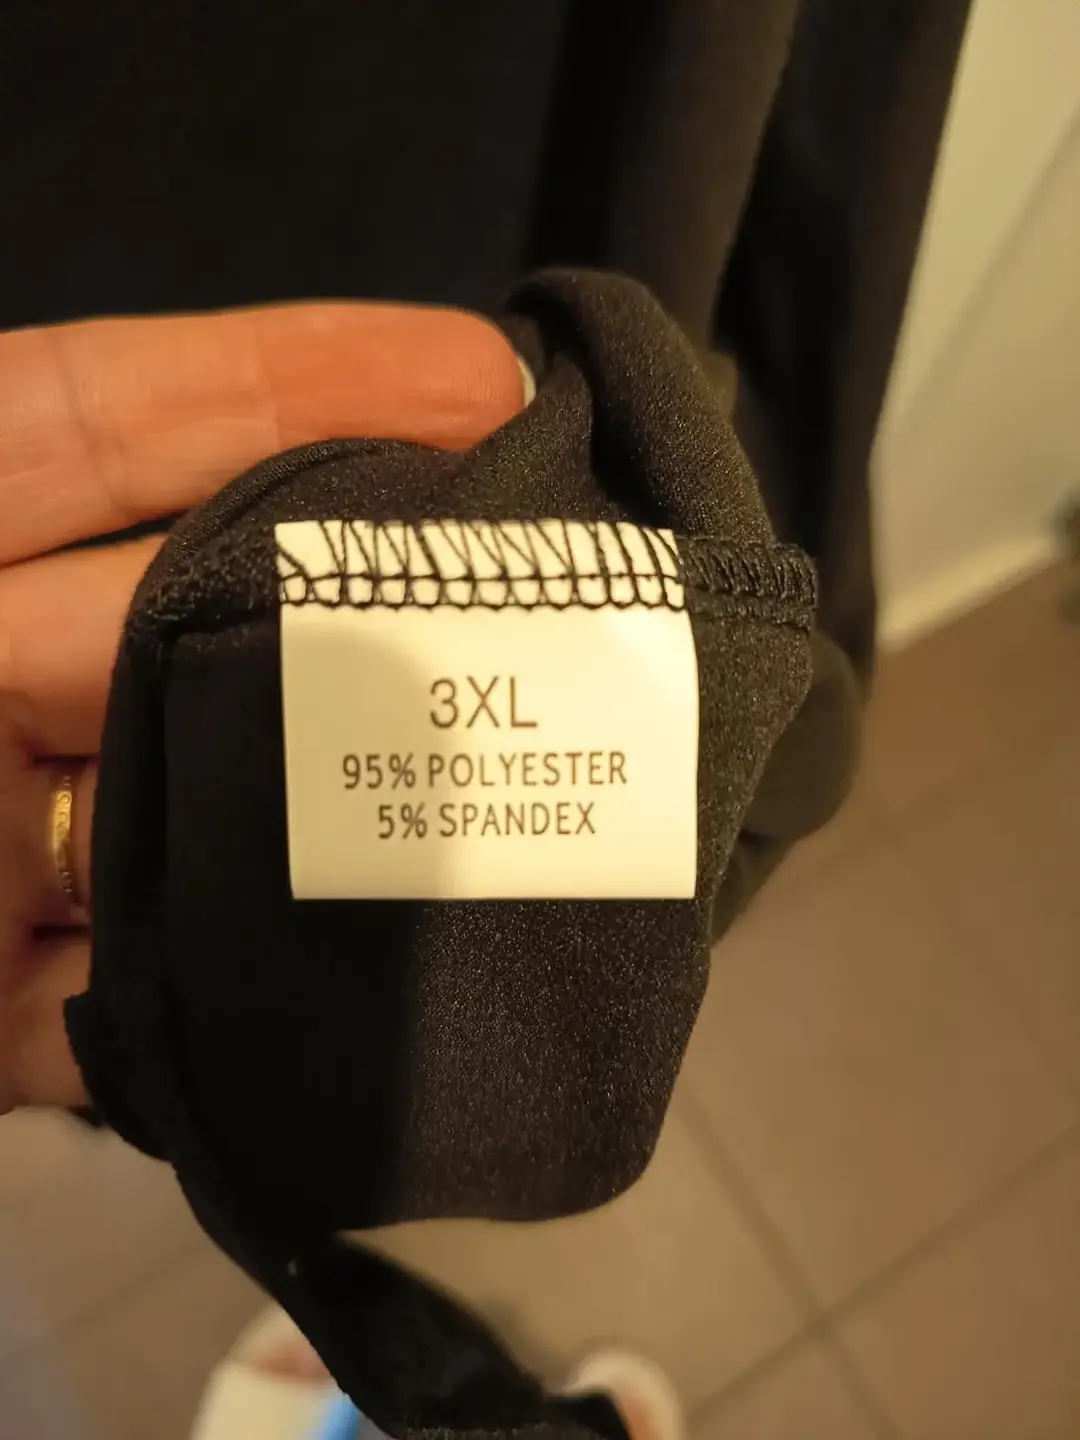 3XL
95% POLYESTER
5% SPANDEX